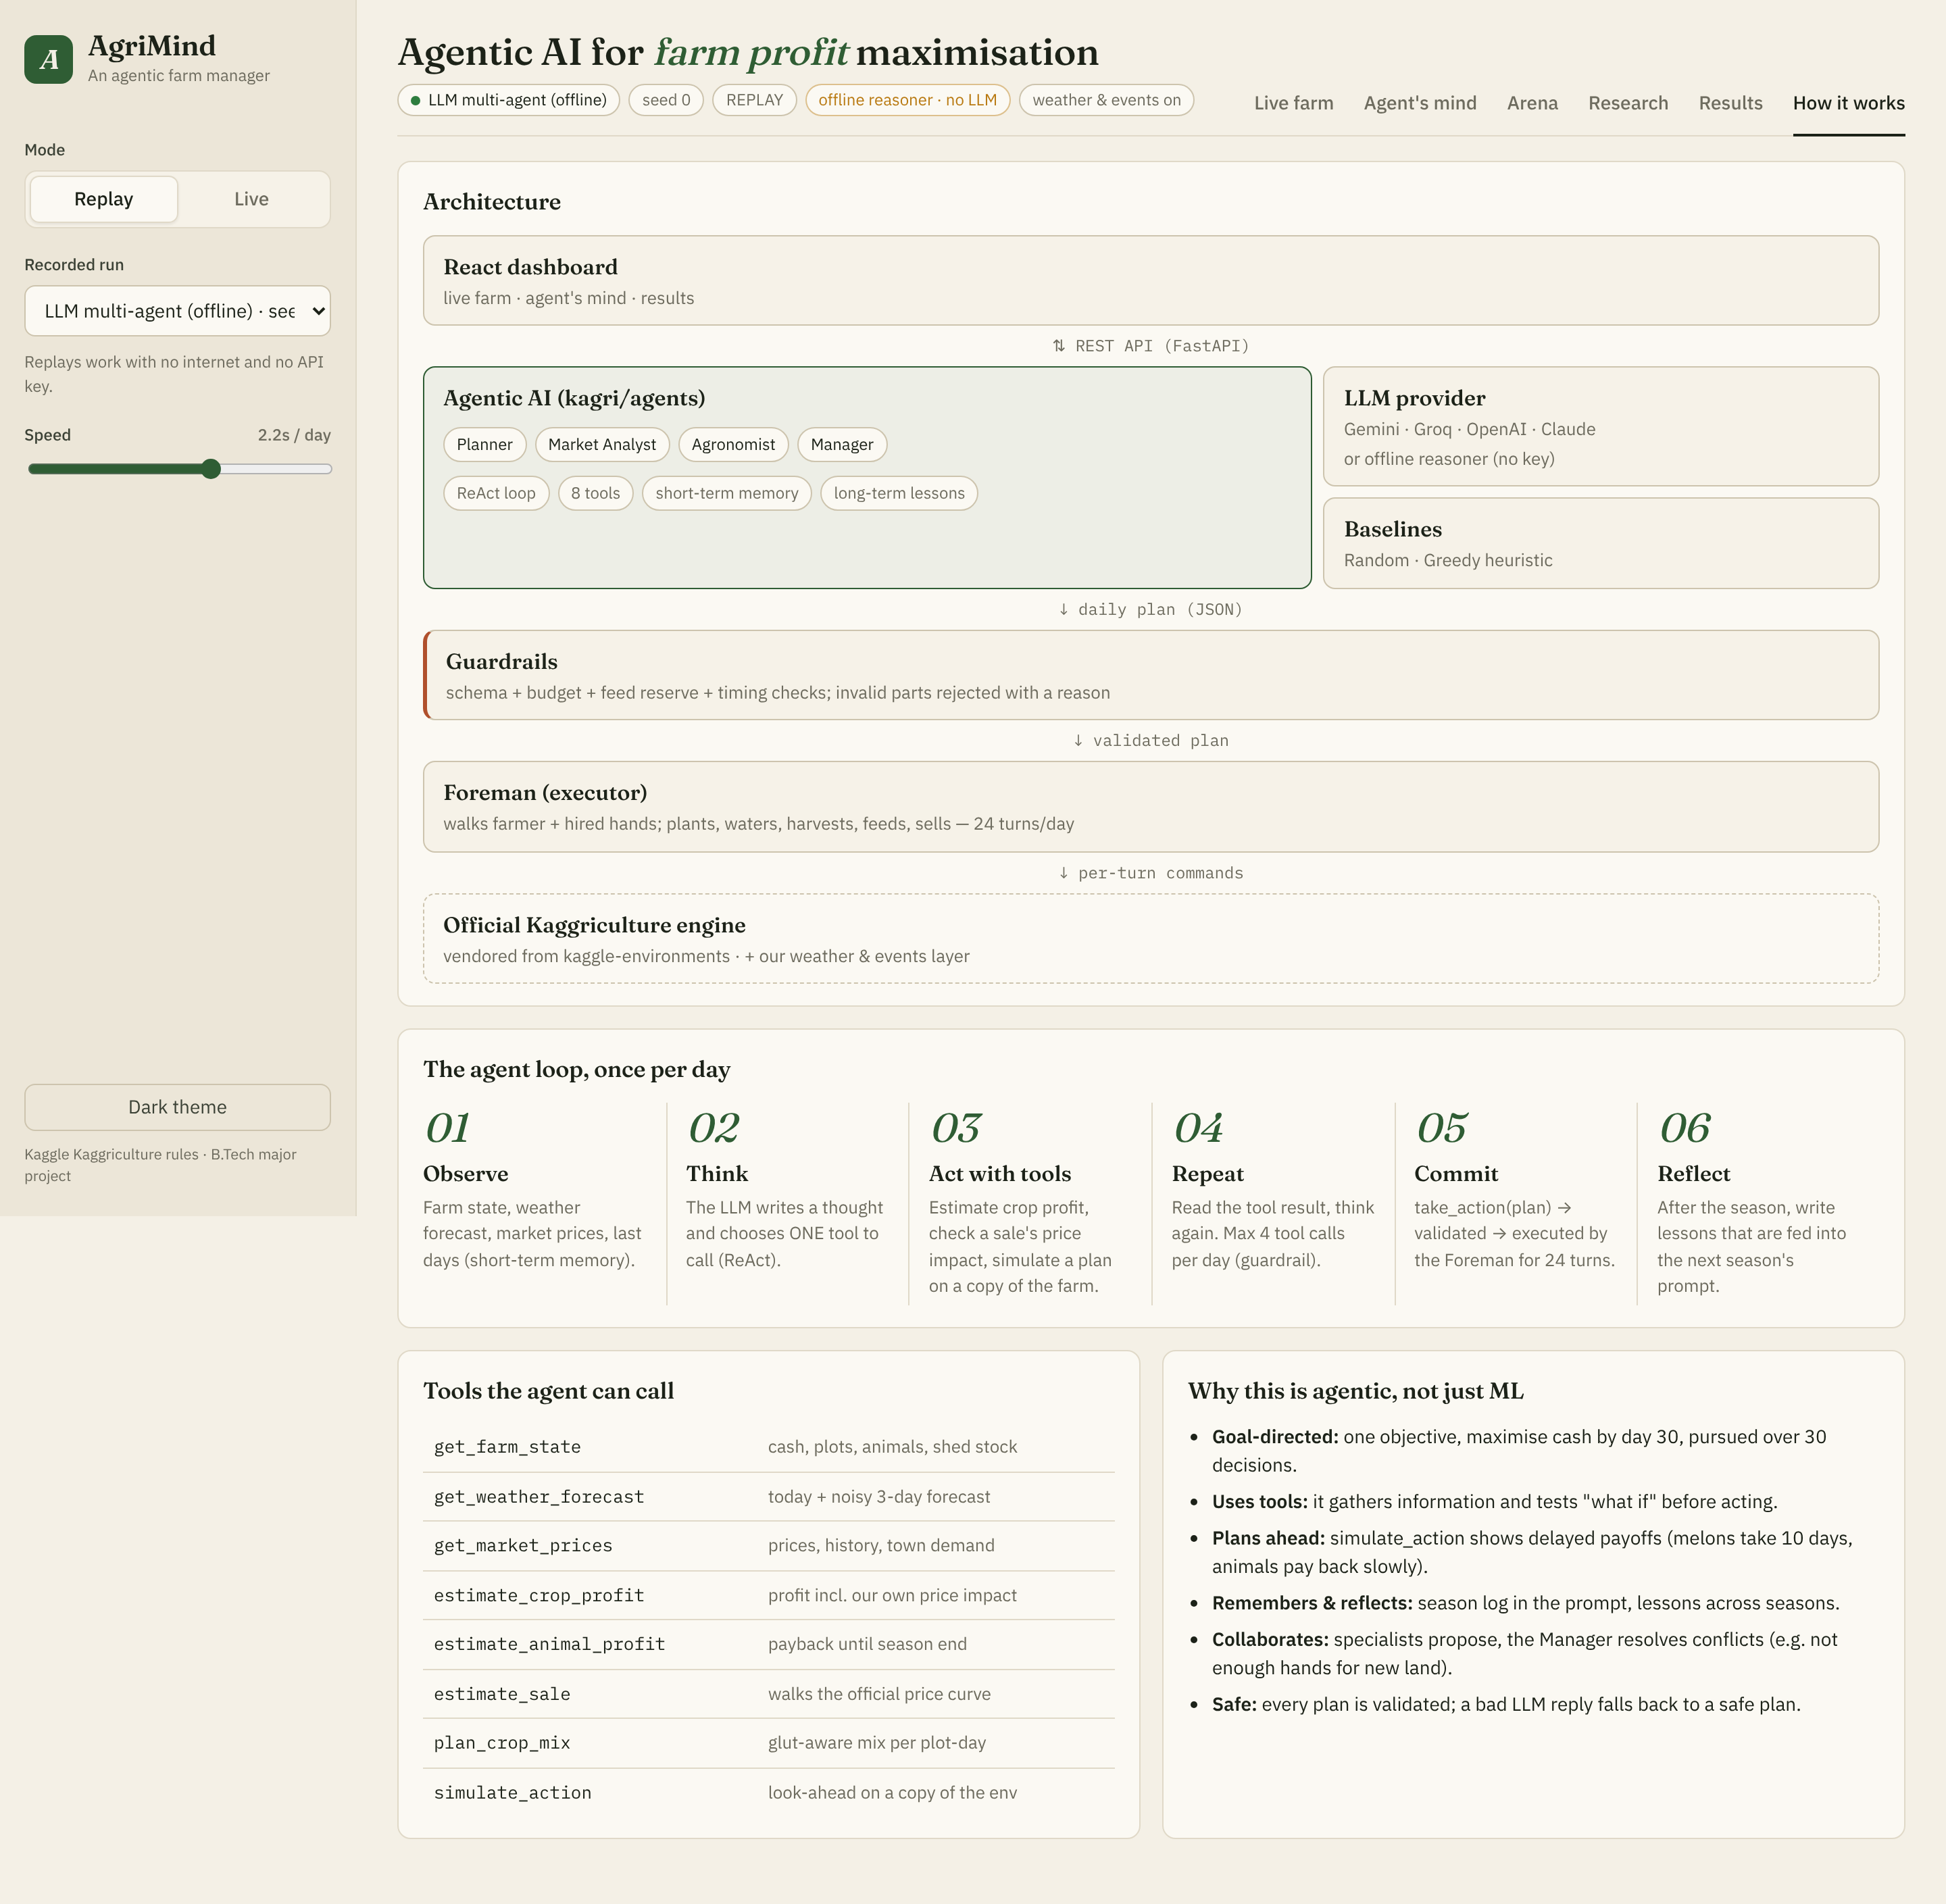 A
AgriMind
An agentic farm manager
Mode
Replay
Live
Recorded run
LLM multi-agent (offline) · see
Replays work with no internet and no API
key.
Speed
2.2s / day
Dark theme
Kaggle Kaggriculture rules · B.Tech major
project
Agentic AI for farm profit maximisation
LLM multi-agent (offline)
seed 0
REPLAY
offline reasoner · no LLM
weather & events on
Live farm
Agent's mind
Arena
Research
Results
How it works
Architecture
React dashboard
live farm · agent's mind · results
⇅ REST API (FastAPI)
Agentic AI (kagri/agents)
Planner
Market Analyst
Agronomist
Manager
ReAct loop
8 tools
short-term memory
long-term lessons
LLM provider
Gemini · Groq · OpenAI · Claude
or offline reasoner (no key)
Baselines
Random · Greedy heuristic
↓ daily plan (JSON)
Guardrails
schema + budget + feed reserve + timing checks; invalid parts rejected with a reason
↓ validated plan
Foreman (executor)
walks farmer + hired hands; plants, waters, harvests, feeds, sells — 24 turns/day
↓ per-turn commands
Official Kaggriculture engine
vendored from kaggle-environments · + our weather & events layer
The agent loop, once per day
01
Observe
Farm state, weather
forecast, market prices, last
days (short-term memory).
02
Think
The LLM writes a thought
and chooses ONE tool to
call (ReAct).
03
Act with tools
Estimate crop profit,
check a sale's price
impact, simulate a plan
on a copy of the farm.
04
Repeat
Read the tool result, think
again. Max 4 tool calls
per day (guardrail).
05
Commit
take_action(plan) →
validated → executed by
the Foreman for 24 turns.
06
Reflect
After the season, write
lessons that are fed into
the next season's
prompt.
Tools the agent can call
get_farm_state cash, plots, animals, shed stock
get_weather_forecast today + noisy 3-day forecast
get_market_prices prices, history, town demand
estimate_crop_profit profit incl. our own price impact
estimate_animal_profit payback until season end
estimate_sale walks the official price curve
plan_crop_mix glut-aware mix per plot-day
simulate_action look-ahead on a copy of the env
Why this is agentic, not just ML
• Goal-directed: one objective, maximise cash by day 30, pursued over 30
decisions.
• Uses tools: it gathers information and tests "what if" before acting.
• Plans ahead: simulate_action shows delayed payoffs (melons take 10 days,
animals pay back slowly).
• Remembers & reflects: season log in the prompt, lessons across seasons.
• Collaborates: specialists propose, the Manager resolves conflicts (e.g. not
enough hands for new land).
• Safe: every plan is validated; a bad LLM reply falls back to a safe plan.